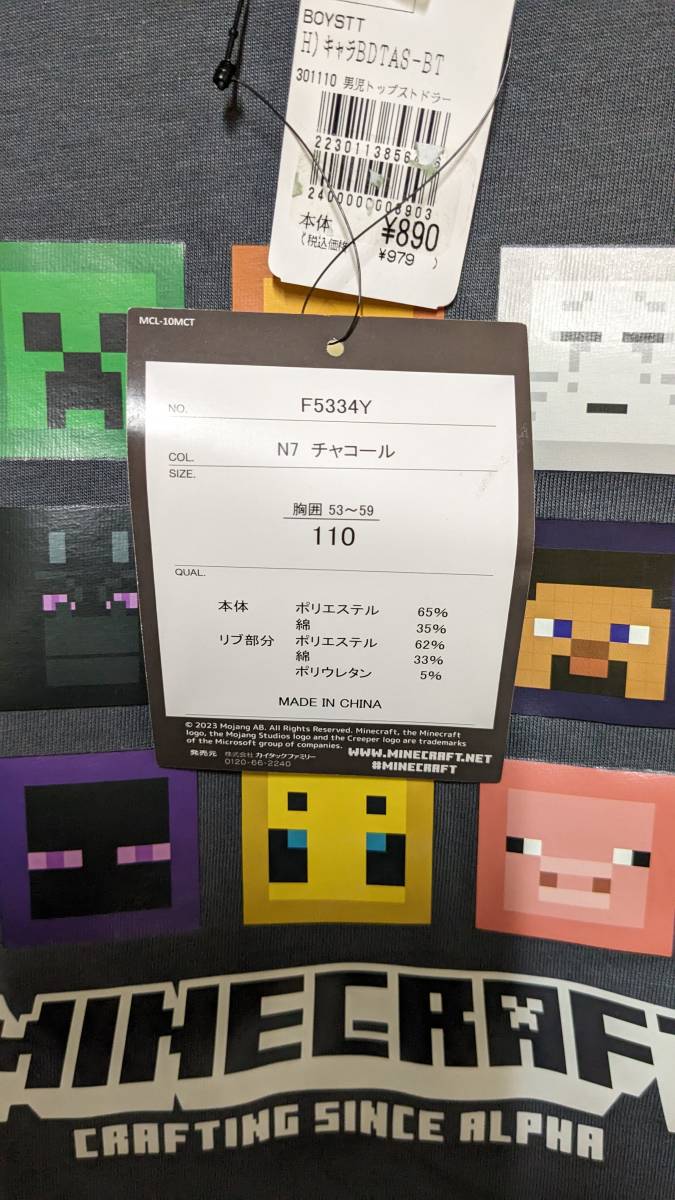 BOYSTT
H)キャラBDTAS-BT
301110 男児トップストドラー
2400000008903
本体 ¥890
(税込価格 ¥979 )
MCL-10MCT
NO. F5334Y
COL. N7 チャコール
SIZE.
胸囲 53～59
110
QUAL.
本体 ポリエステル 65%
綿 35%
リブ部分 ポリエステル 62%
綿 33%
ポリウレタン 5%
MADE IN CHINA
© 2023 Mojang AB. All Rights Reserved. Minecraft, the Minecraft
logo, the Mojang Studios logo and the Creeper logo are trademarks
of the Microsoft group of companies.
発売元 株式会社 カイタックファミリー
0120-66-2240
WWW.MINECRAFT.NET
#MINECRAFT
MINECRAFT
CRAFTING SINCE ALPHA